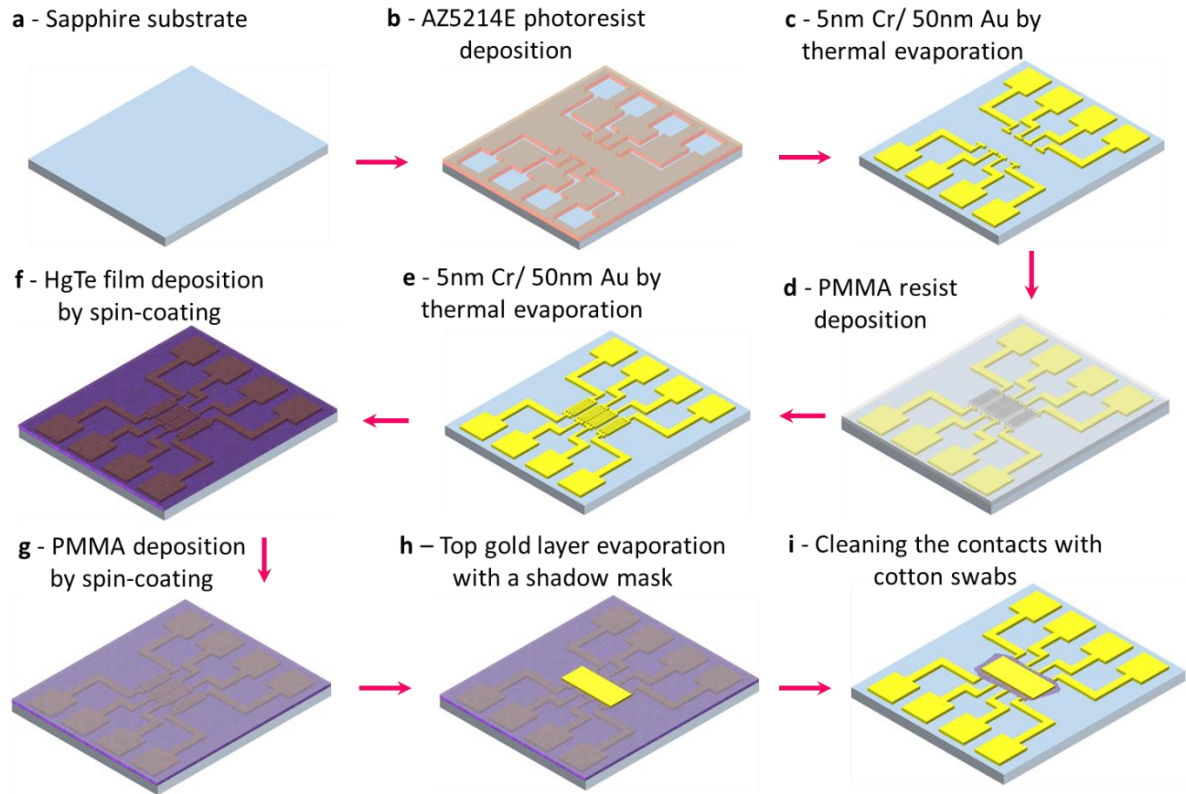 a - Sapphire substrate
b - AZ5214E photoresist
deposition
c - 5nm Cr/ 50nm Au by
thermal evaporation
d - PMMA resist
deposition
e - 5nm Cr/ 50nm Au by
thermal evaporation
f - HgTe film deposition
by spin-coating
g - PMMA deposition
by spin-coating
h – Top gold layer evaporation
with a shadow mask
i - Cleaning the contacts with
cotton swabs